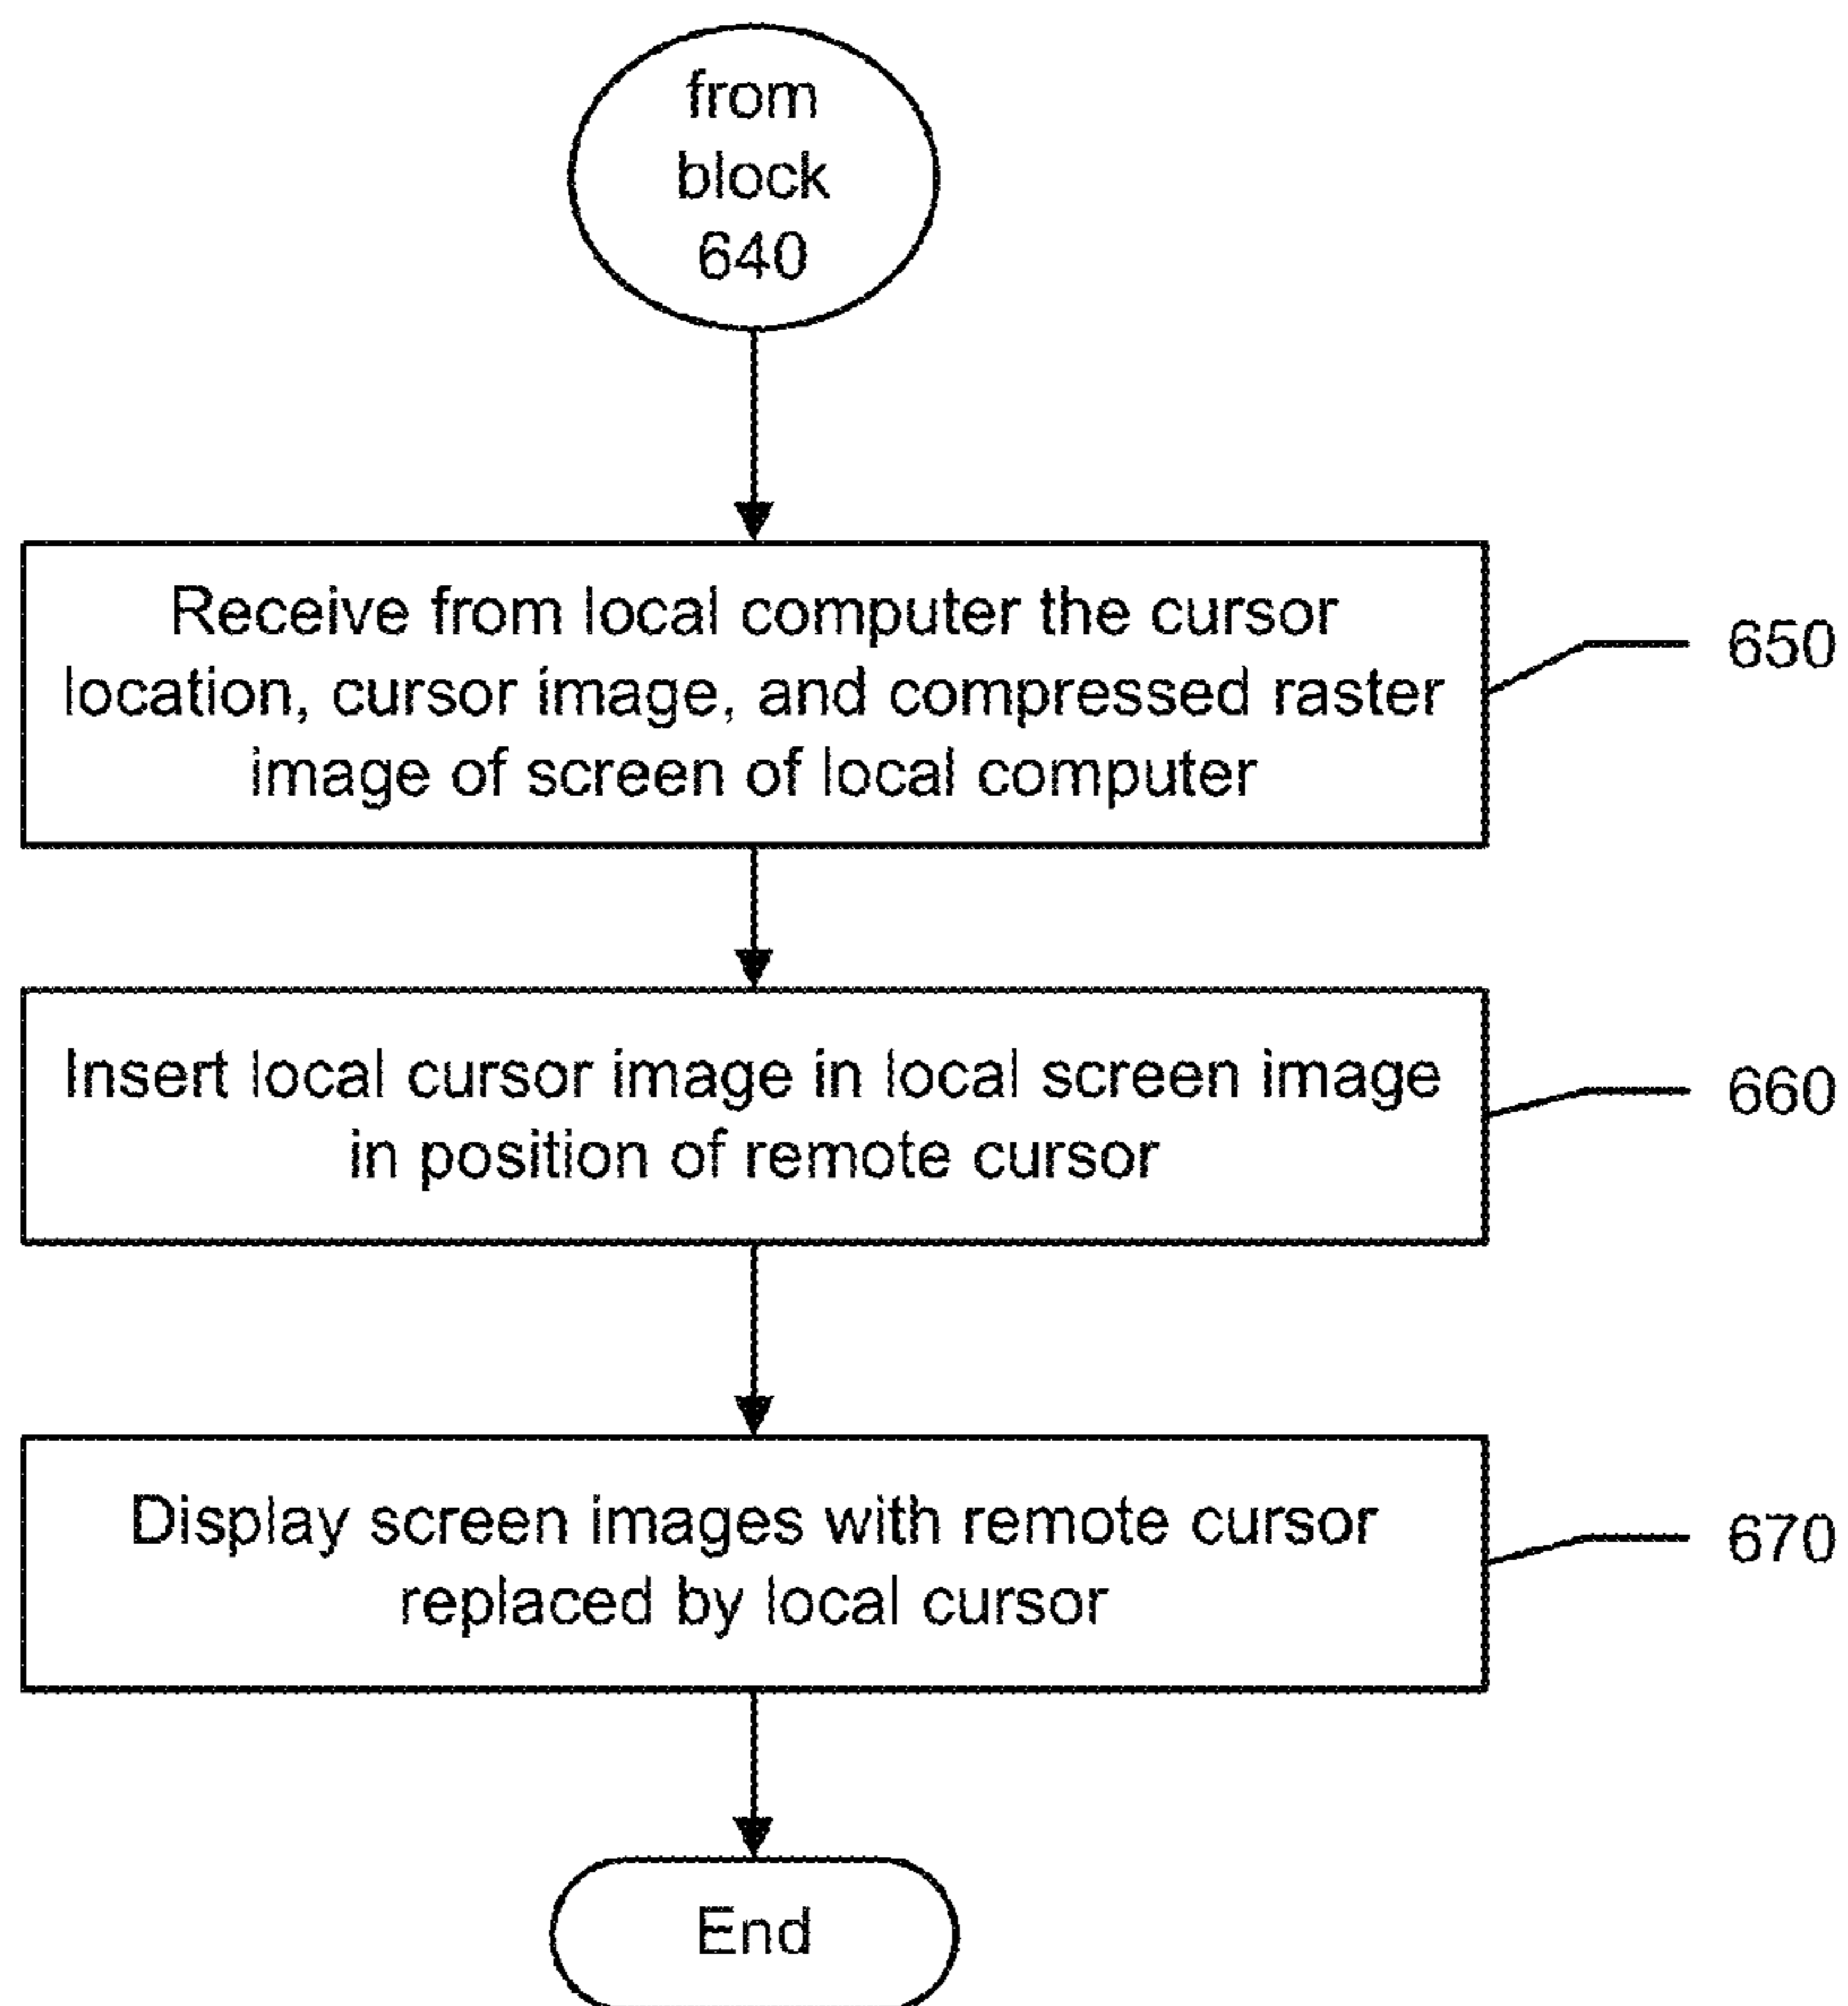 from
block
640
Receive from local computer the cursor
location, cursor image, and compressed raster
image of screen of local computer
650
Insert local cursor image in local screen image
in position of remote cursor
660
Display screen images with remote cursor
replaced by local cursor
670
End